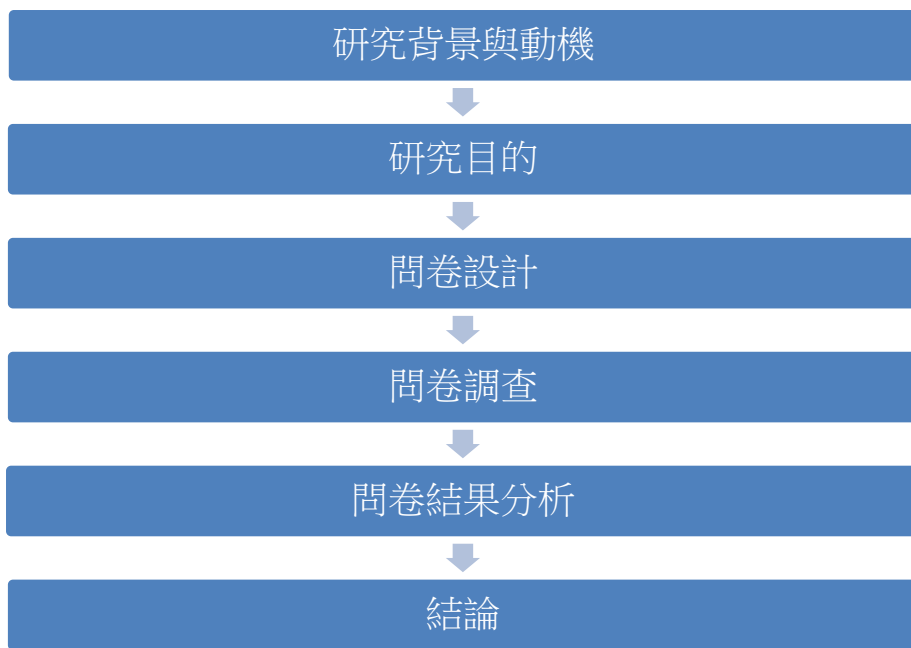 研究背景與動機
研究目的
問卷設計
問卷調查
問卷結果分析
結論